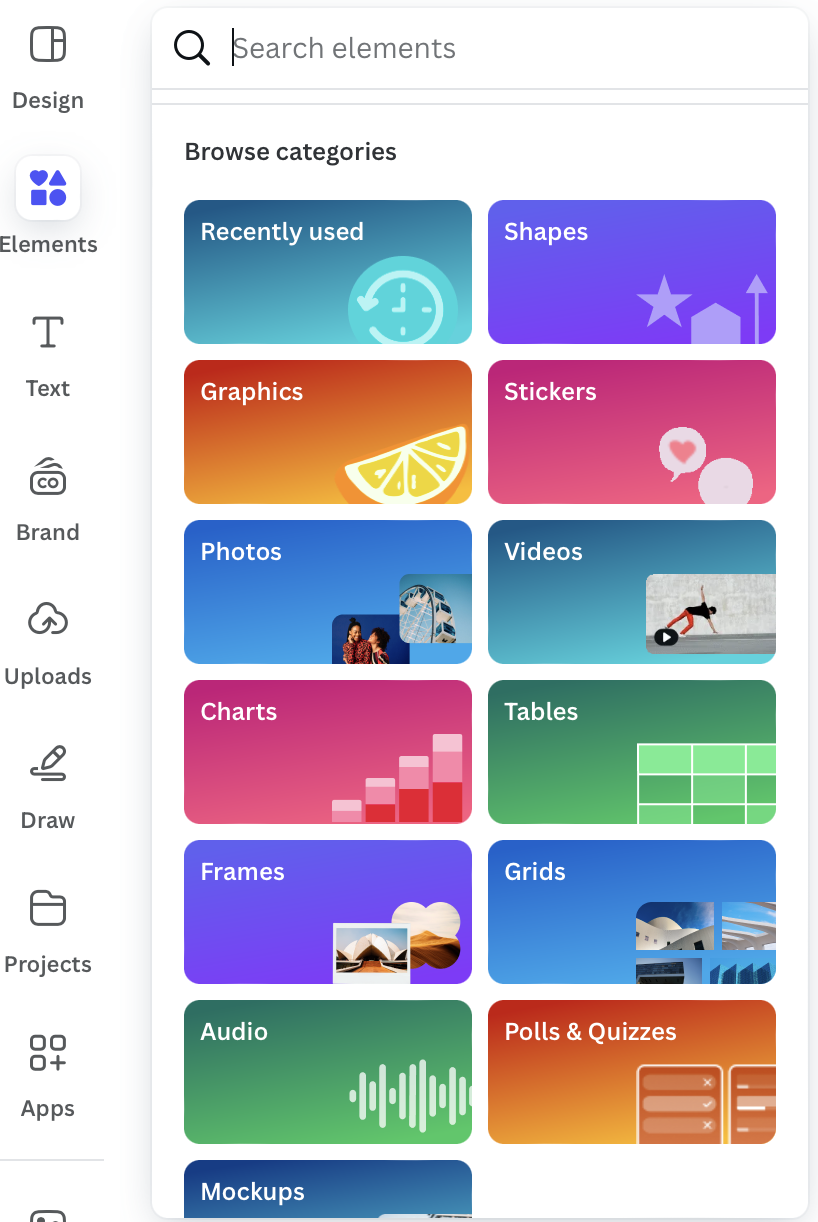 Search elements
Design
Elements
Text
CO
Brand
Uploads
Draw
Projects
Apps
Browse categories
Recently used
Shapes
Graphics
Stickers
Photos
Videos
Charts
Tables
Frames
Grids
Audio
Polls & Quizzes
Mockups